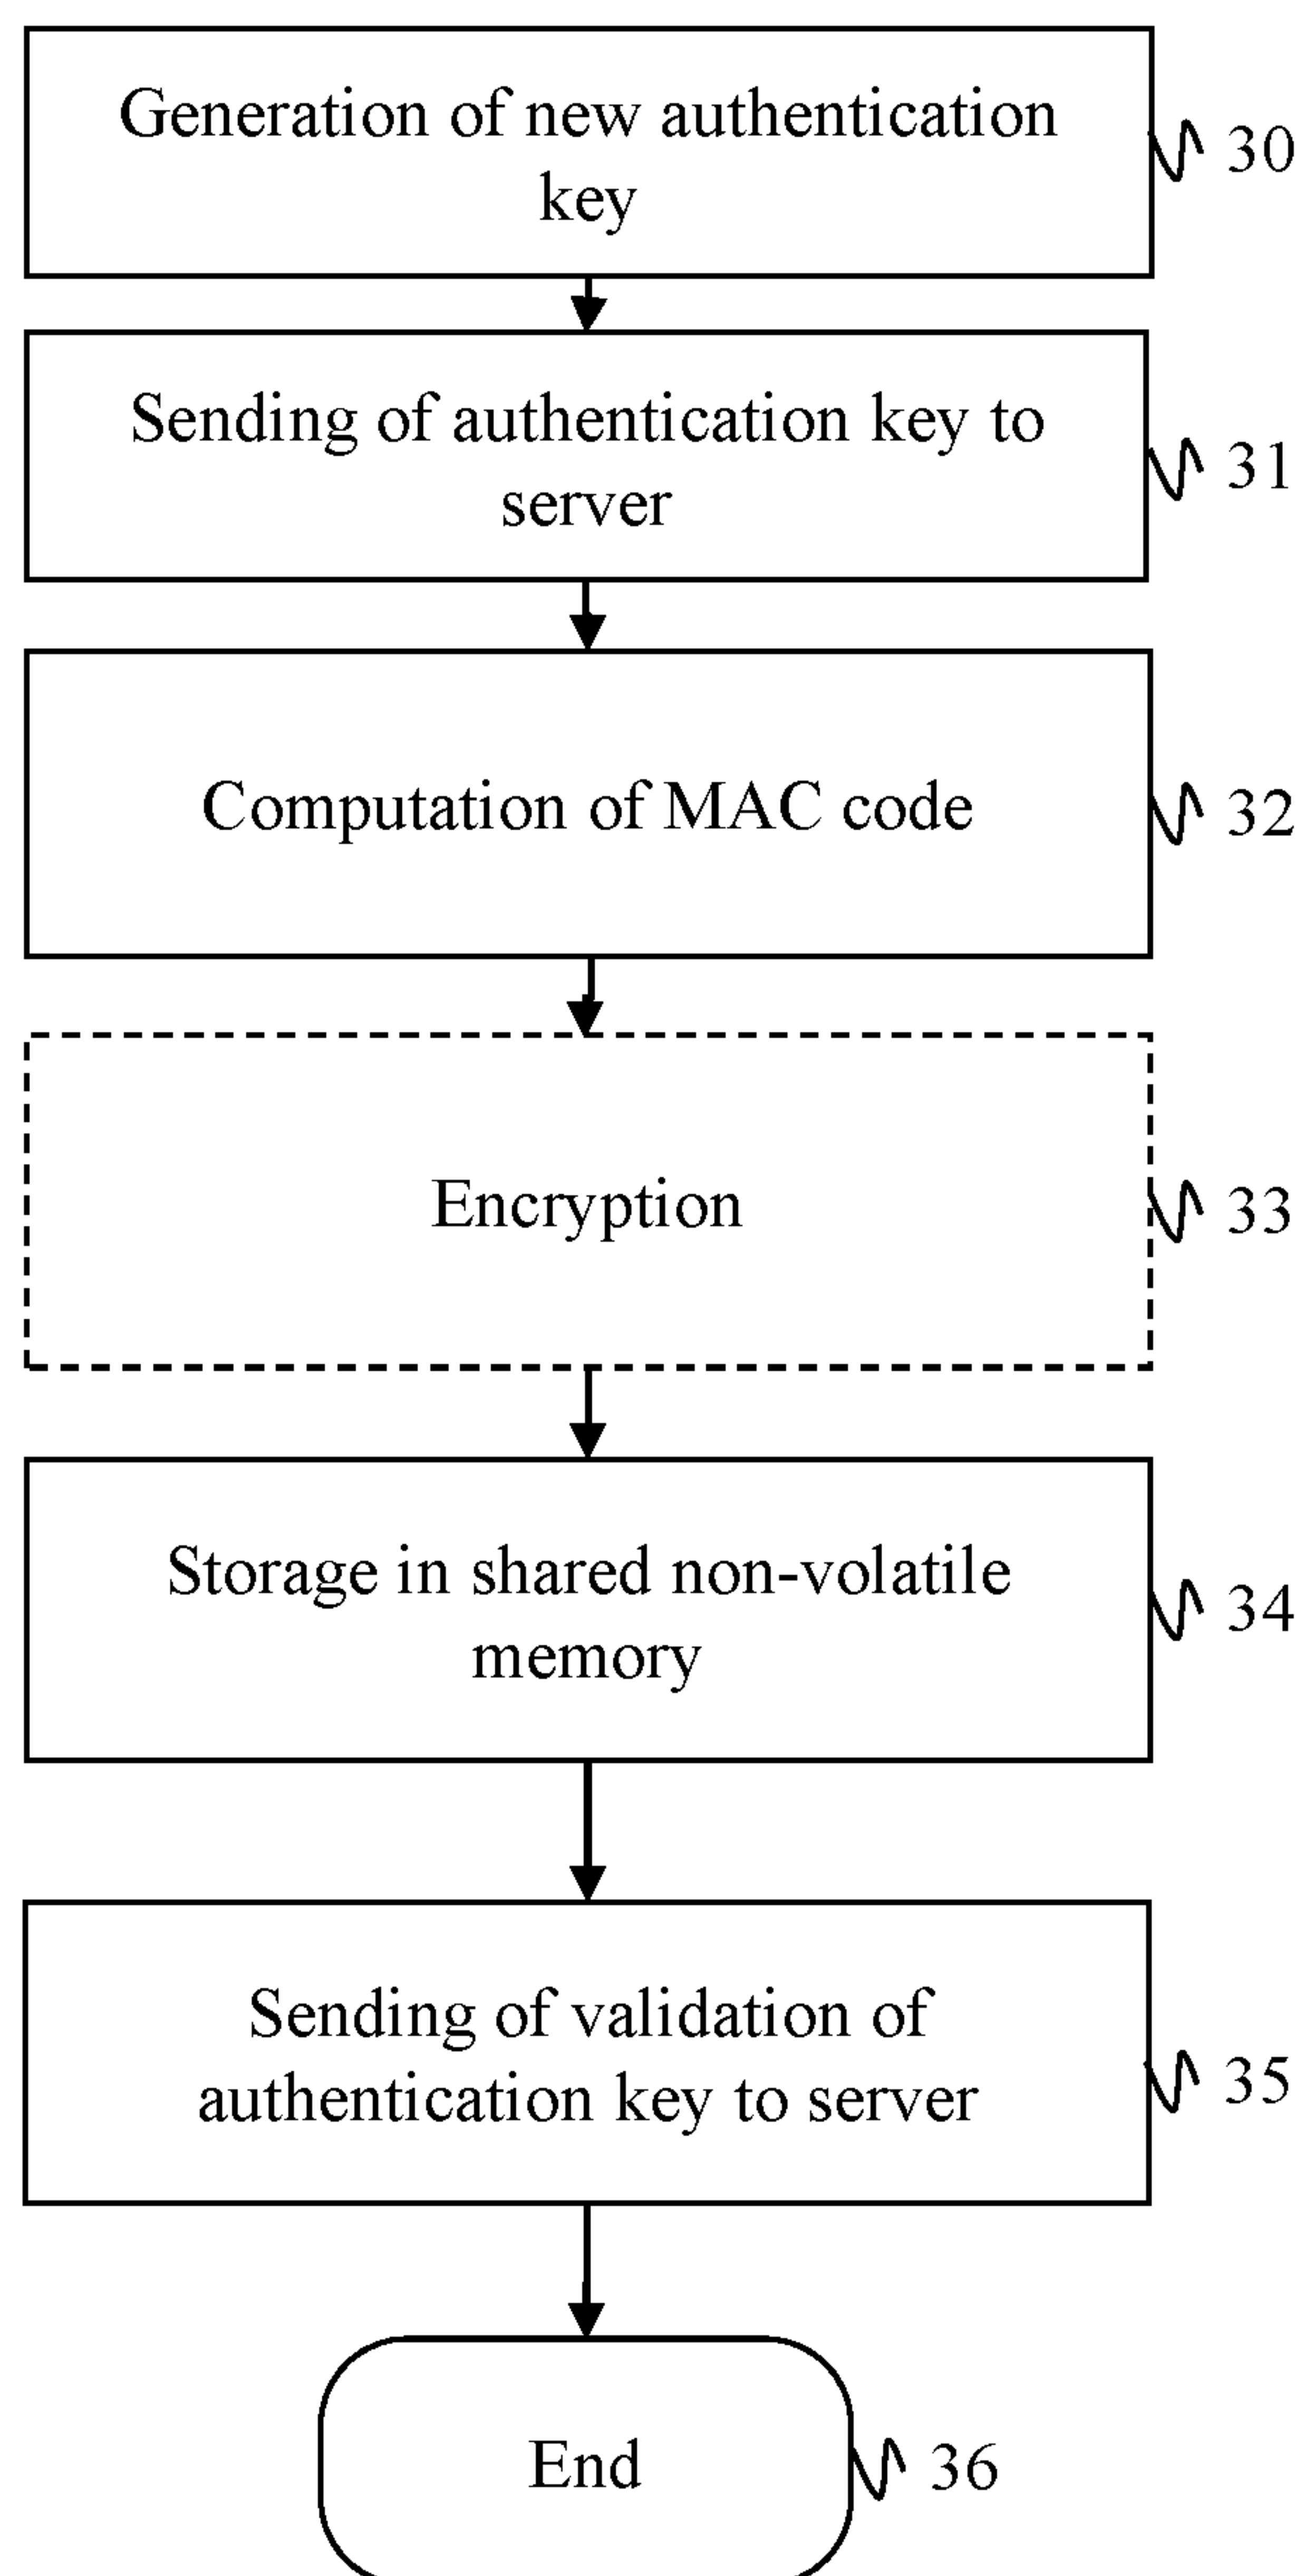 Generation of new authentication
key
30
Sending of authentication key to
server
31
Computation of MAC code
32
Encryption
33
Storage in shared non-volatile
memory
34
Sending of validation of
authentication key to server
35
End
36